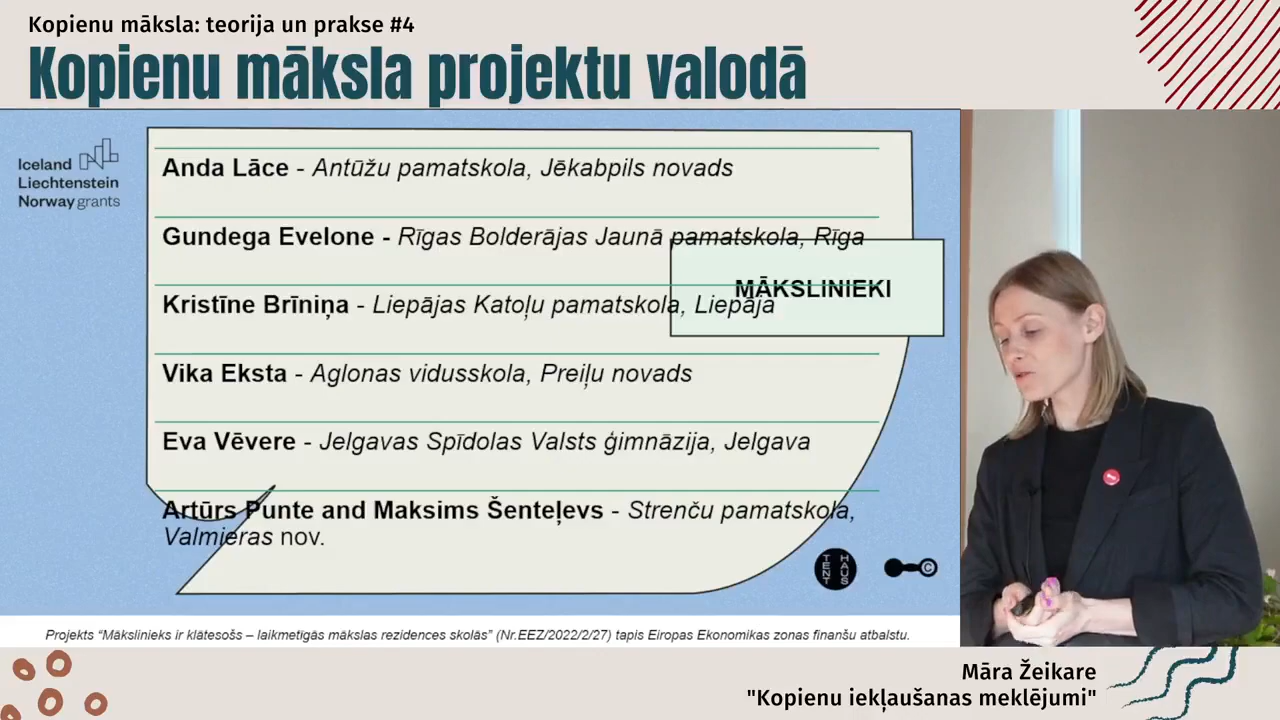 Kopienu māksla: teorija un prakse #4
Kopienu māksla projektu valodā
Iceland
Liechtenstein
Norway grants
Anda Lāce - Antūžu pamatskola, Jēkabpils novads
Gundega Evelone - Rīgas Bolderājas Jaunā pamatskola, Rīga
MĀKSLINIEKI
Kristīne Brīniņa - Liepājas Katoļu pamatskola, Liepāja
Vika Eksta - Aglonas vidusskola, Preiļu novads
Eva Vēvere - Jelgavas Spīdolas Valsts ģimnāzija, Jelgava
Artūrs Punte and Maksims Šenteļevs - Strenču pamatskola,
Valmieras nov.
TENT HAUS
C
Projekts “Mākslinieks ir klātesošs – laikmetīgās mākslas rezidences skolās” (Nr.EEZ/2022/2/27) tapis Eiropas Ekonomikas zonas finanšu atbalstu.
Māra Žeikare
"Kopienu iekļaušanas meklējumi"